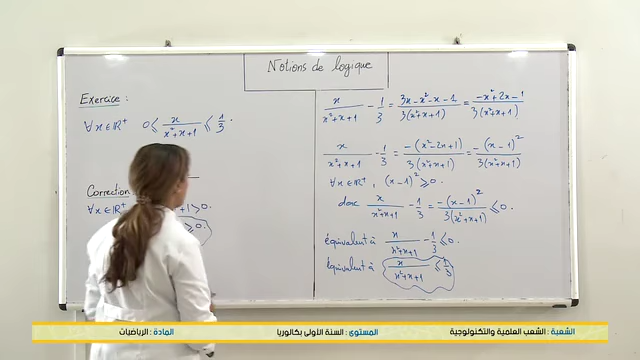 Notions de logique
Exercice :
∀x∈ℝ⁺ 0 ≤ x/(x²+x+1) ≤ 1/3.
Correction
∀x∈ℝ⁺ +1>0.
≥0.
x/(x²+x+1) - 1/3 = (3x-x²-x-1)/(3(x²+x+1)) = (-x²+2x-1)/(3(x²+x+1))
x/(x²+x+1) - 1/3 = -(x²-2x+1)/(3(x²+x+1)) = -(x-1)²/(3(x²+x+1))
∀x∈ℝ⁺, (x-1)² ≥ 0.
donc x/(x²+x+1) - 1/3 = -(x-1)²/(3(x²+x+1)) ≤ 0.
équivalent à x/(x²+x+1) - 1/3 ≤ 0.
équivalent à x/(x²+x+1) ≤ 1/3
الشعبة : الشعب العلمية والتكنولوجية المستوى : السنة الأولى بكالوريا المادة : الرياضيات